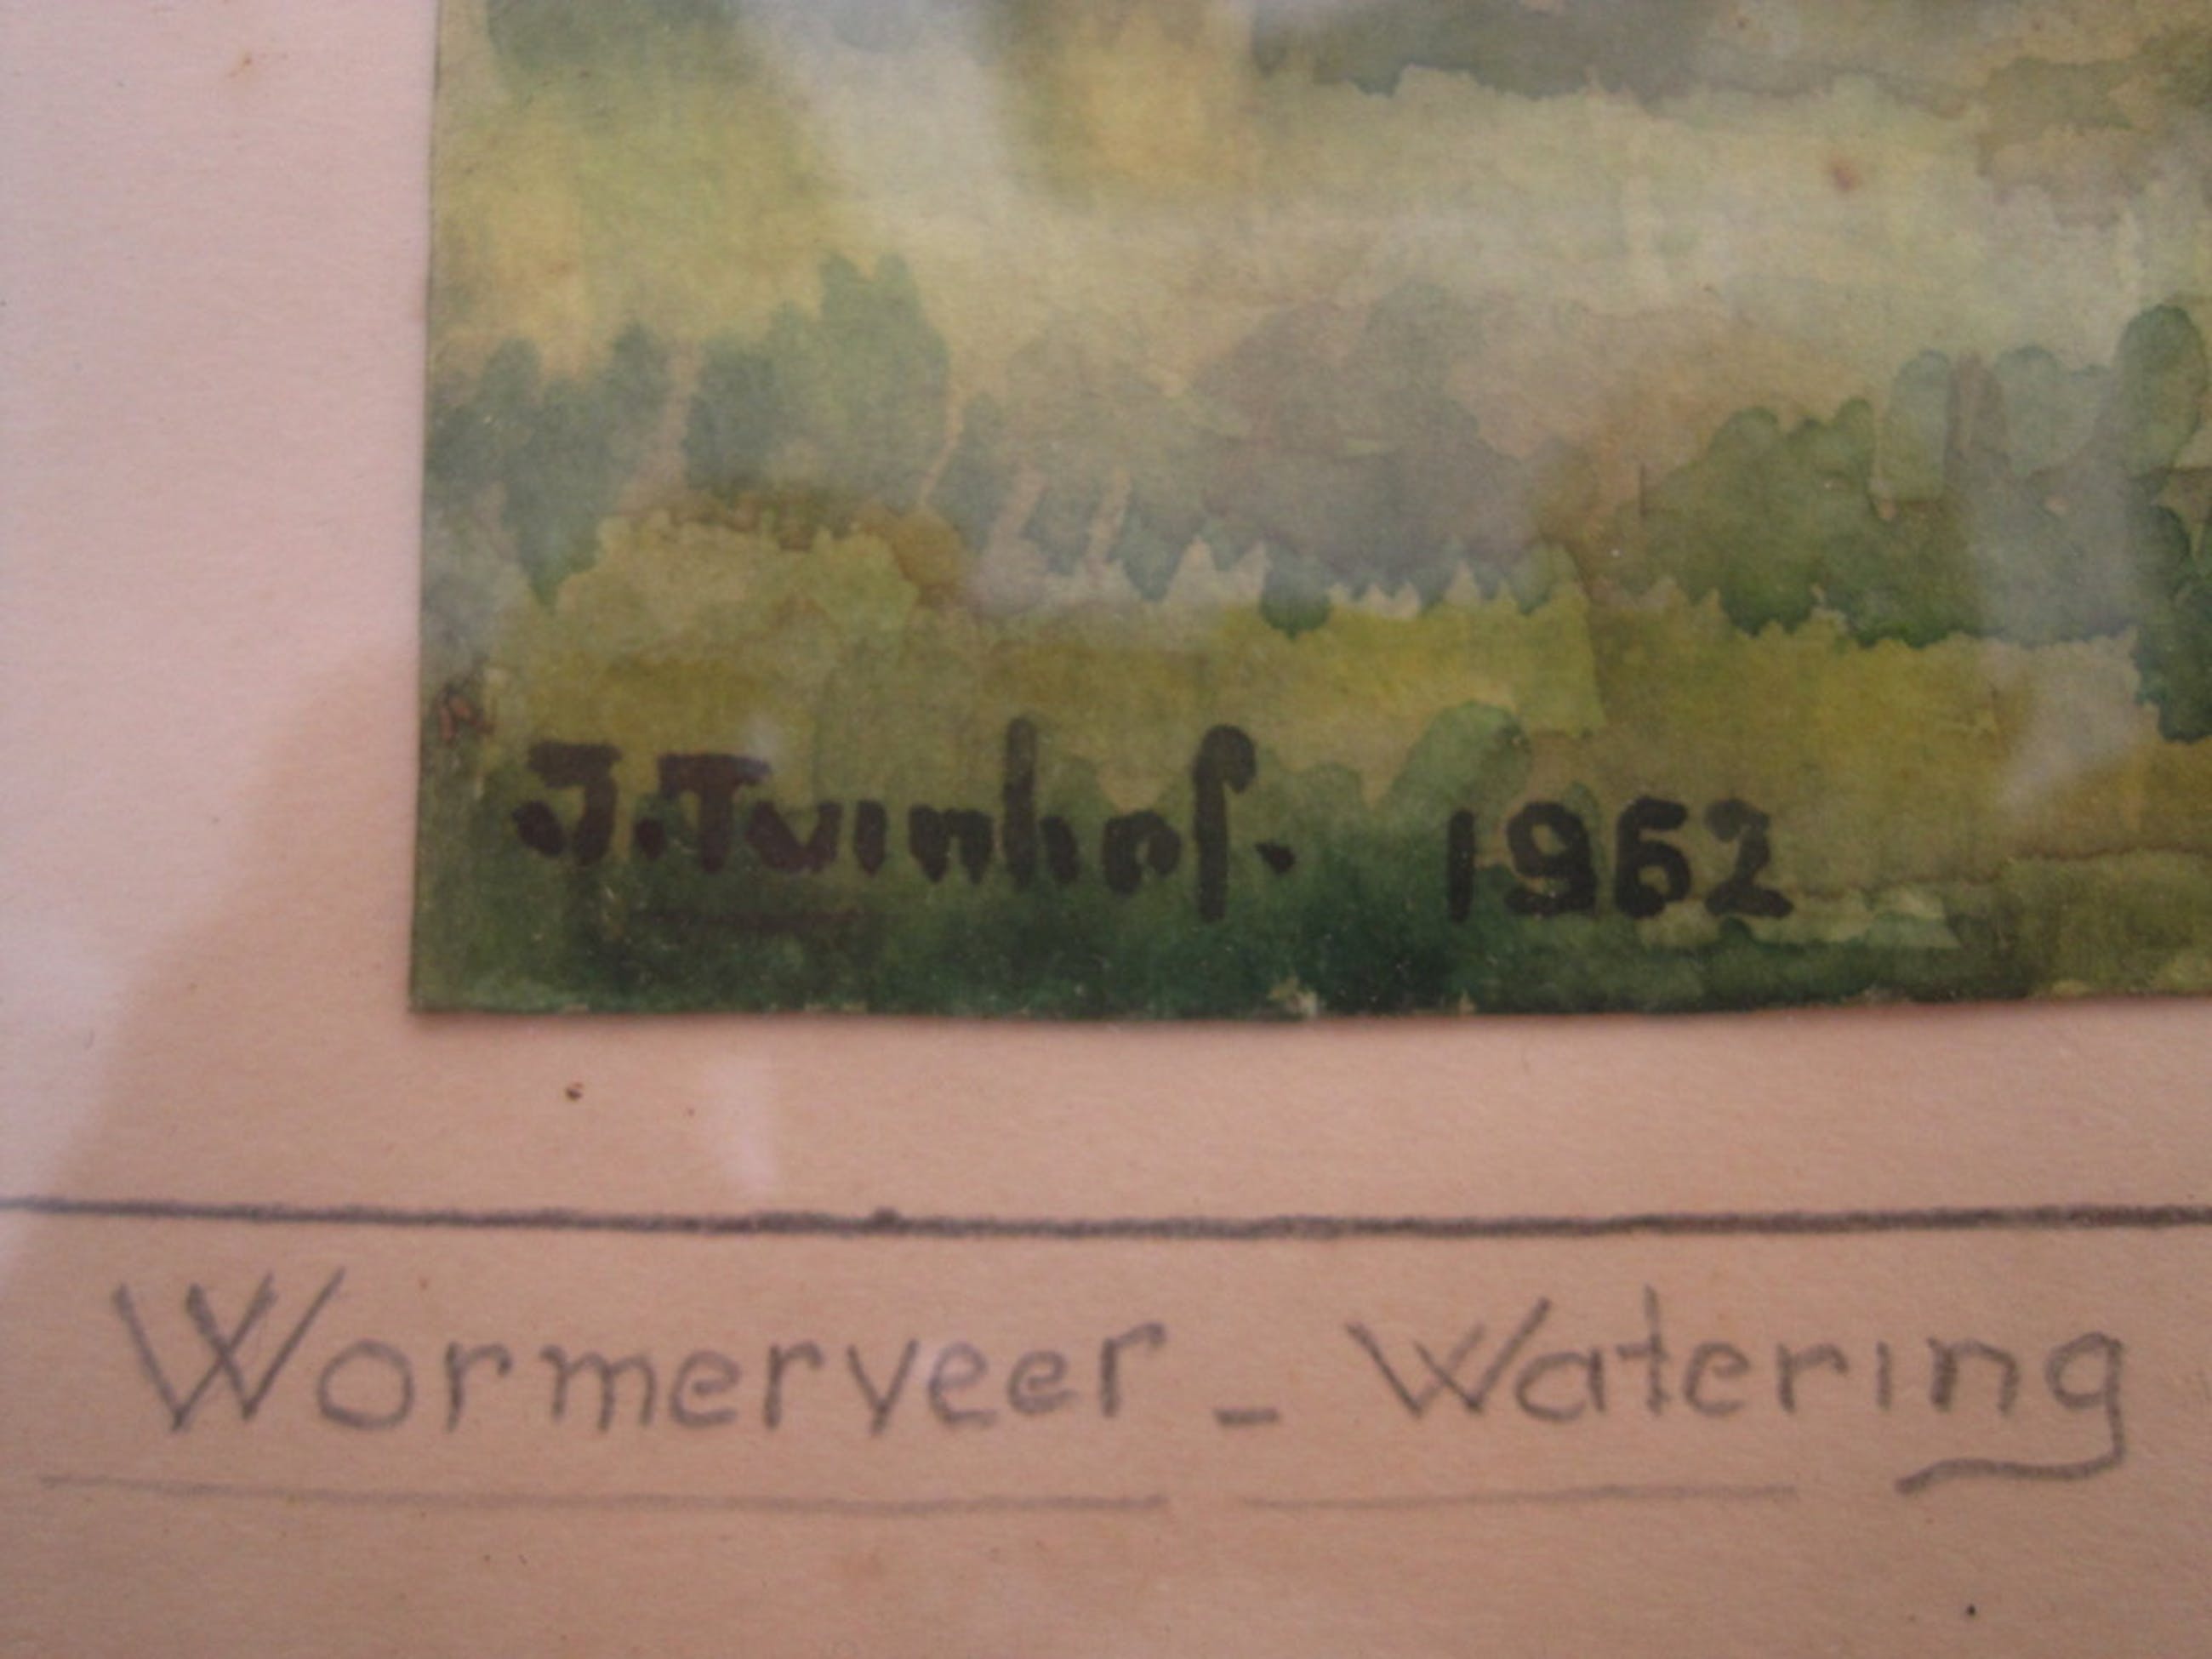 J. Tuinhof. 1962
Wormerveer - Watering